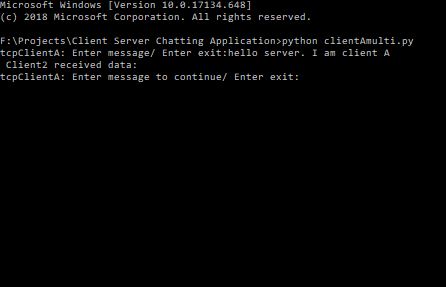 Microsoft Windows [Version 10.0.17134.648]
(c) 2018 Microsoft Corporation. All rights reserved.
F:\Projects\Client Server Chatting Application>python clientAmulti.py
tcpClientA: Enter message/ Enter exit:hello server. I am client A
Client2 received data:
tcpClientA: Enter message to continue/ Enter exit: